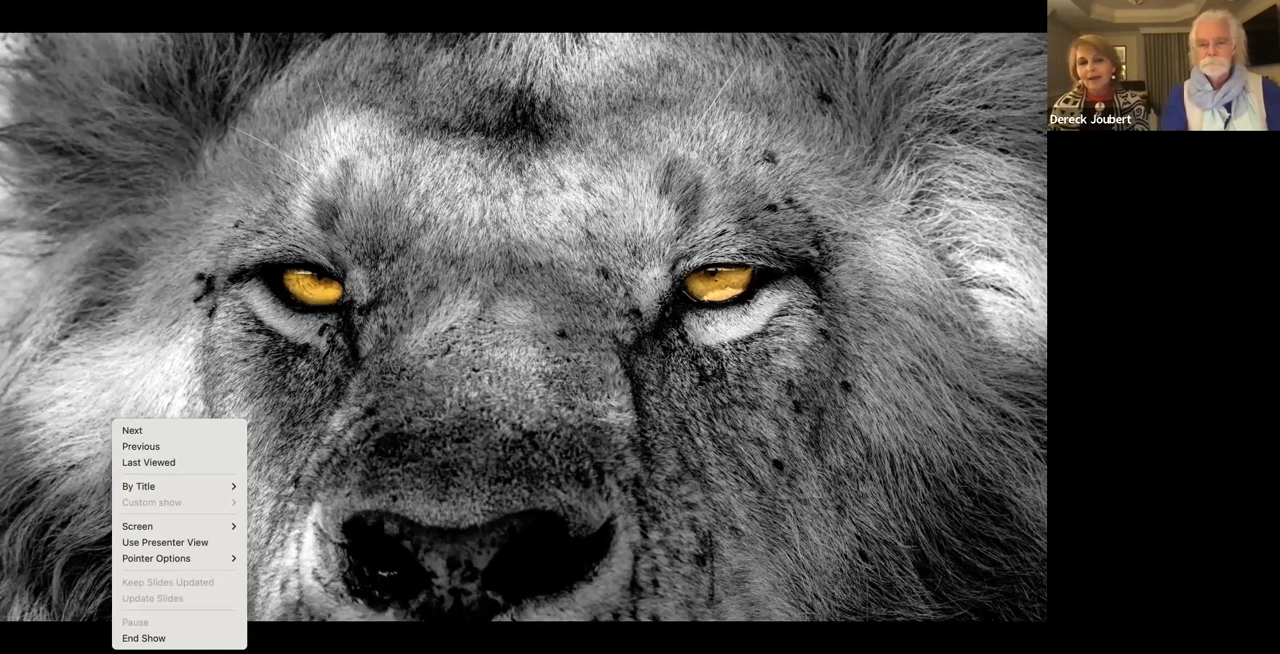 Dereck Joubert
Next
Previous
Last Viewed
By Title
Custom show
Screen
Use Presenter View
Pointer Options
Keep Slides Updated
Update Slides
Pause
End Show